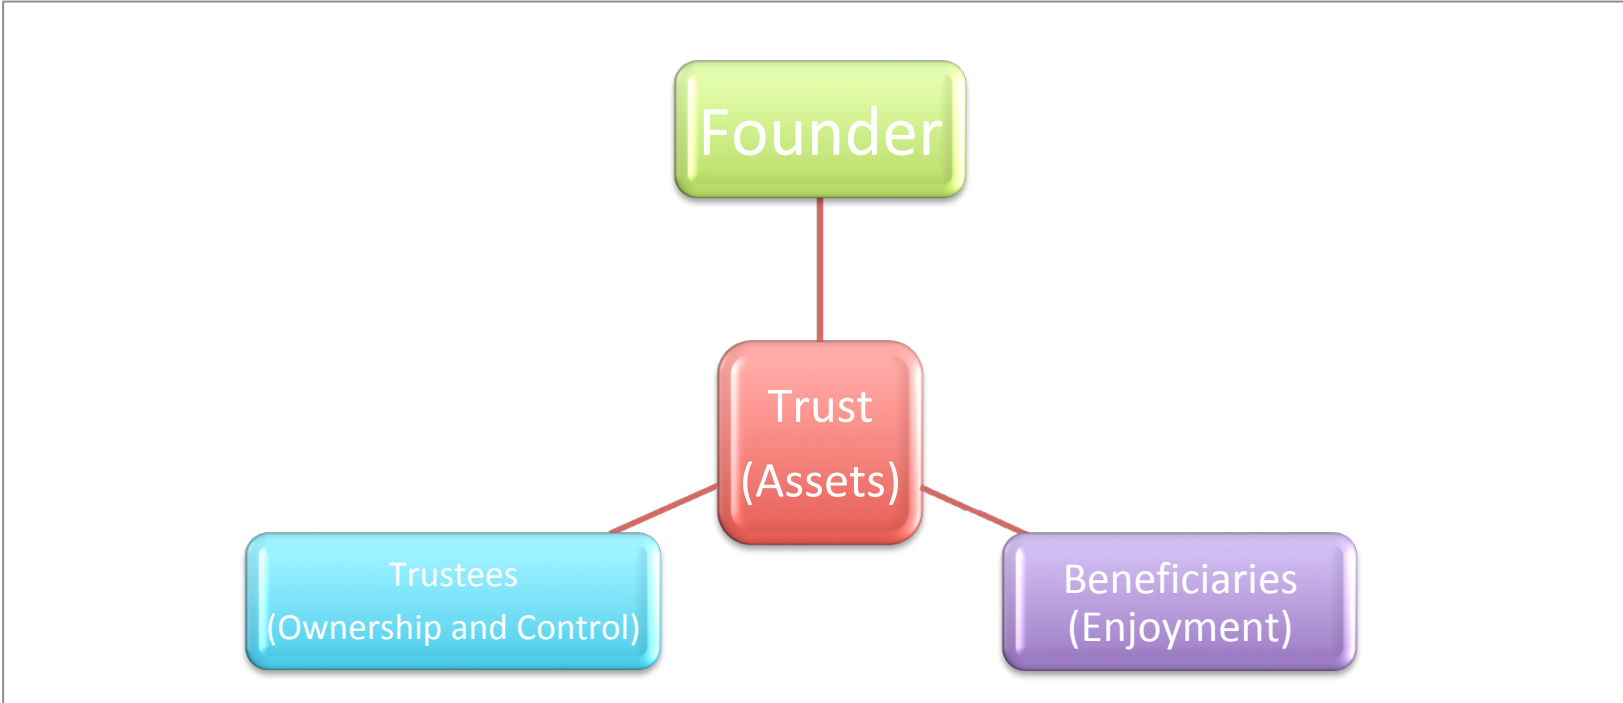 Founder
Trust
(Assets)
Trustees
(Ownership and Control)
Beneficiaries
(Enjoyment)